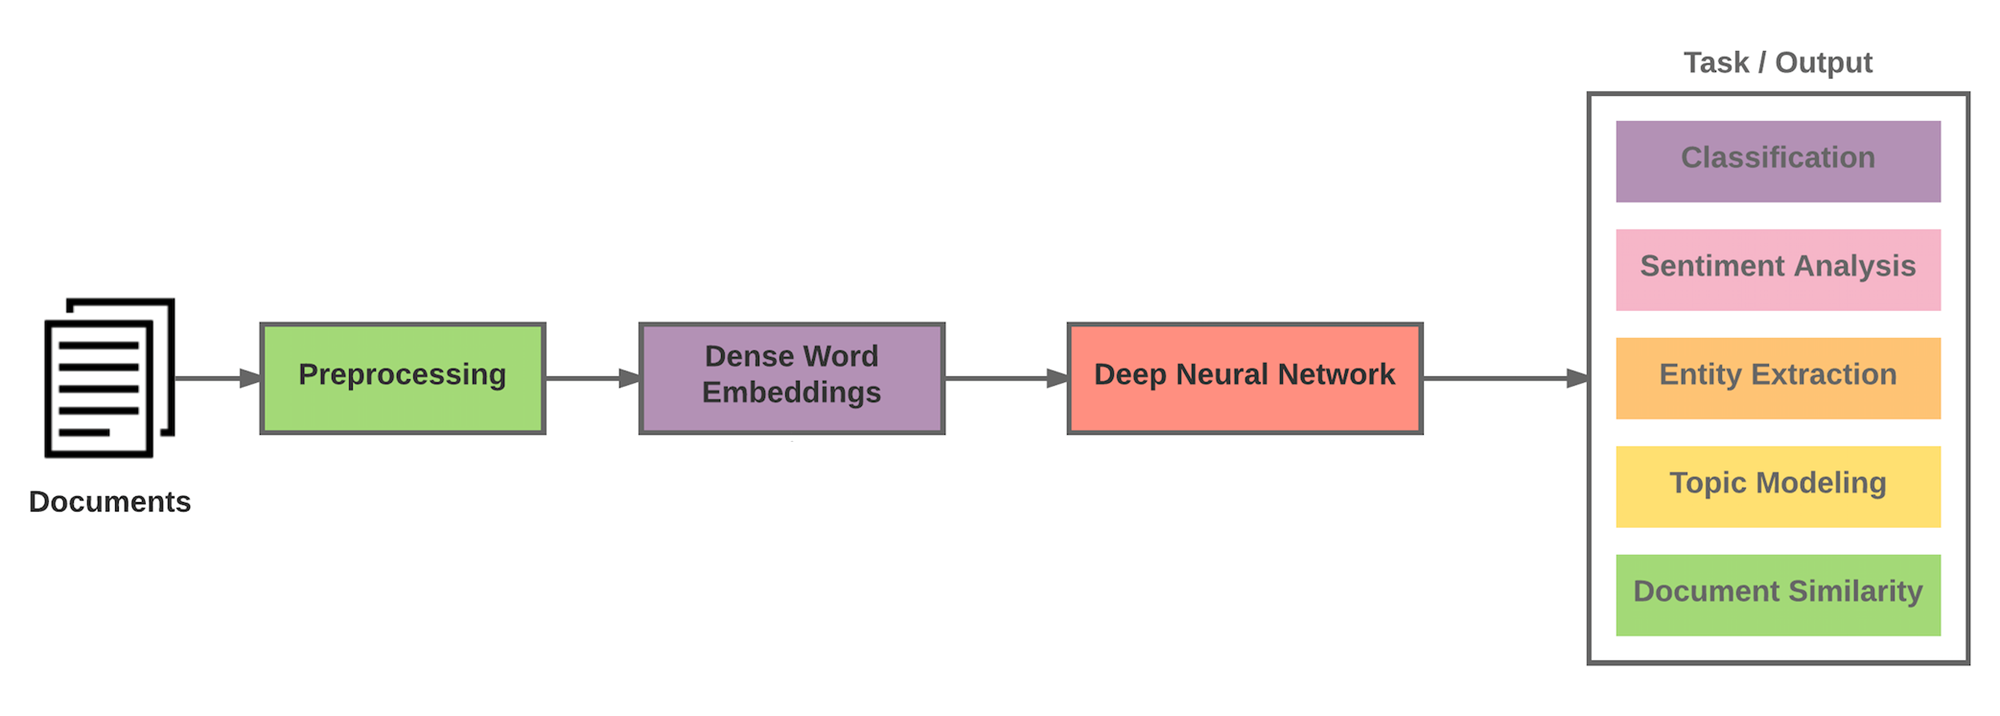 Task / Output
Classification
Sentiment Analysis
Entity Extraction
Topic Modeling
Document Similarity
Documents
Preprocessing
Dense Word
Embeddings
Deep Neural Network